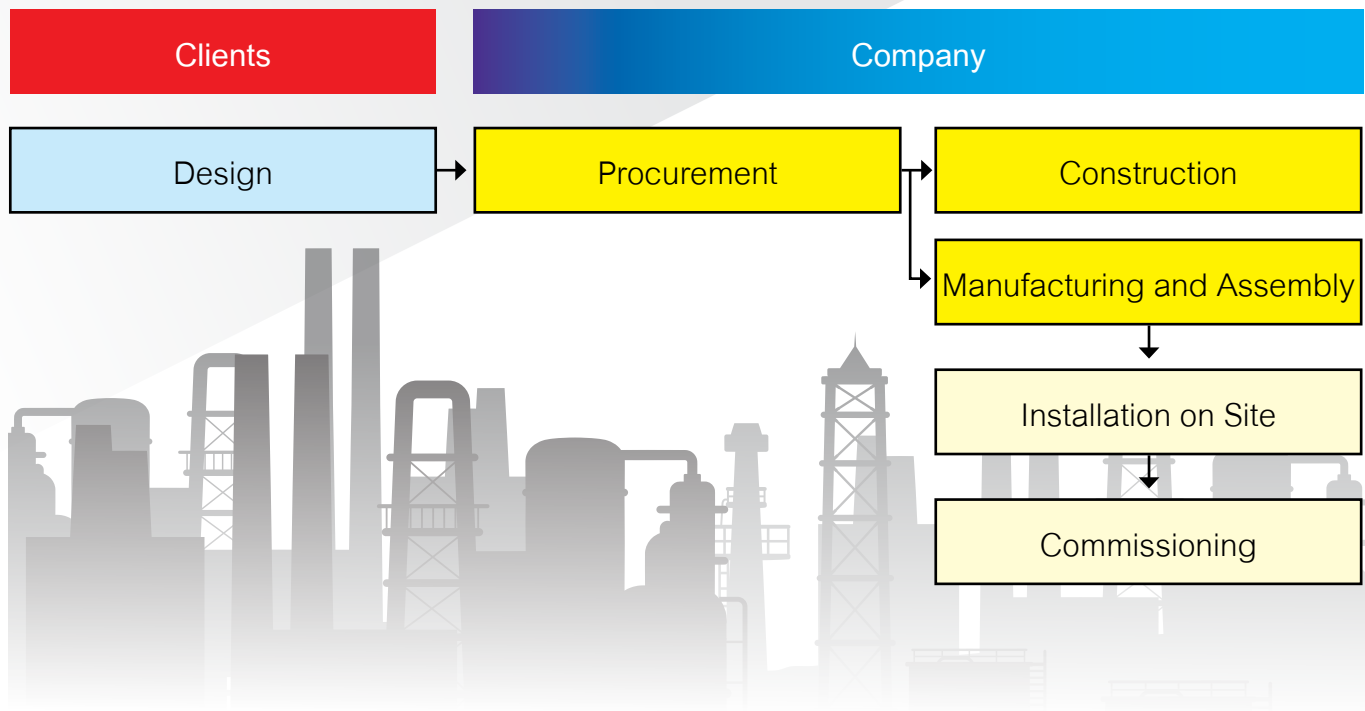 Clients
Company
Design
Procurement
Construction
Manufacturing and Assembly
Installation on Site
Commissioning